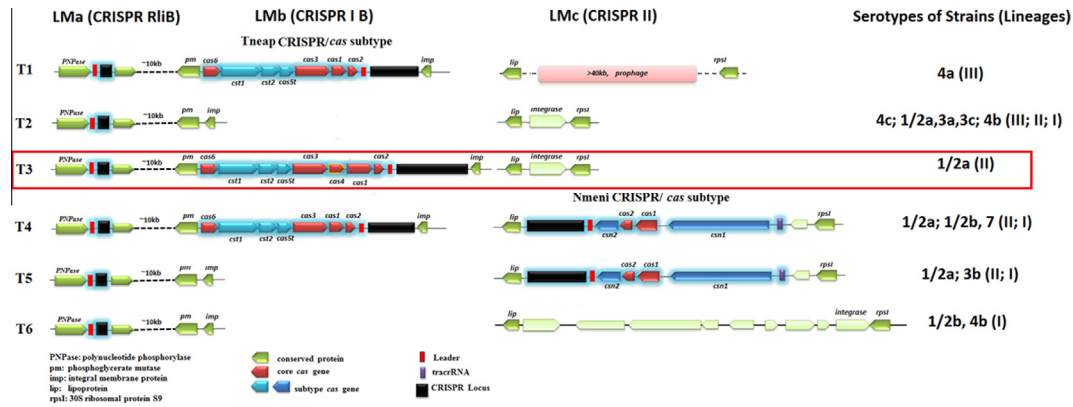 LMa (CRISPR RliB) LMb (CRISPR I B) LMc (CRISPR II) Serotypes of Strains (Lineages)
Tneap CRISPR/cas subtype
T1 PNPase ~10kb pm cas6 cst1 cst2 cas5t cas3 cas1 cas2 imp lip >40kb, prophage rpsI 4a (III)
T2 PNPase ~10kb pm imp lip integrase rpsI 4c; 1/2a,3a,3c; 4b (III; II; I)
T3 PNPase ~10kb pm cas6 cst1 cst2 cas5t cas3 cas4 cas1 cas2 imp lip integrase rpsI 1/2a (II)
Nmeni CRISPR/ cas subtype
T4 PNPase ~10kb pm cas6 cst1 cst2 cas5t cas3 cas1 cas2 imp lip csn2 cas2 cas1 csn1 rpsI 1/2a; 1/2b, 7 (II; I)
T5 PNPase ~10kb pm imp lip csn2 cas2 cas1 csn1 rpsI 1/2a; 3b (II; I)
T6 PNPase ~10kb pm imp lip integrase rpsI 1/2b, 4b (I)
PNPase: polynucleotide phosphorylase
pm: phosphoglycerate mutase
imp: integral membrane protein
lip: lipoprotein
rpsI: 30S ribosomal protein S9
conserved protein
core cas gene
subtype cas gene
Leader
tracrRNA
CRISPR Locus